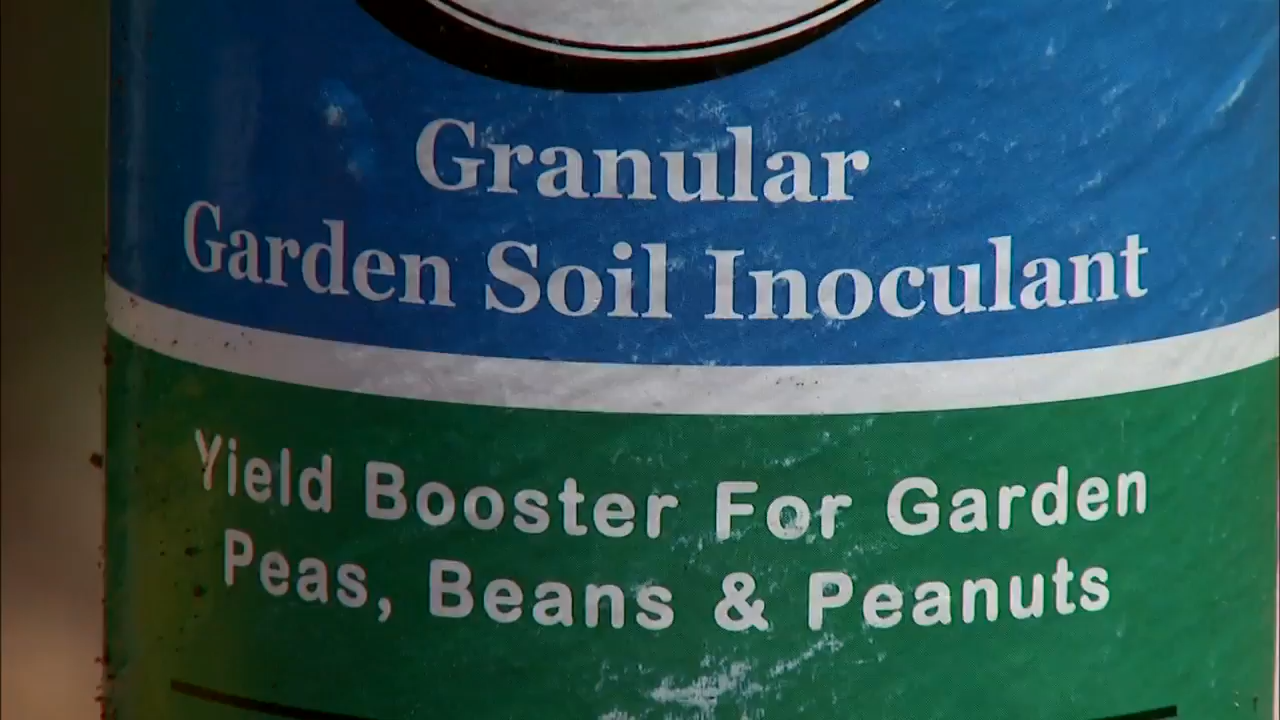 Granular
Garden Soil Inoculant
Yield Booster For Garden
Peas, Beans & Peanuts